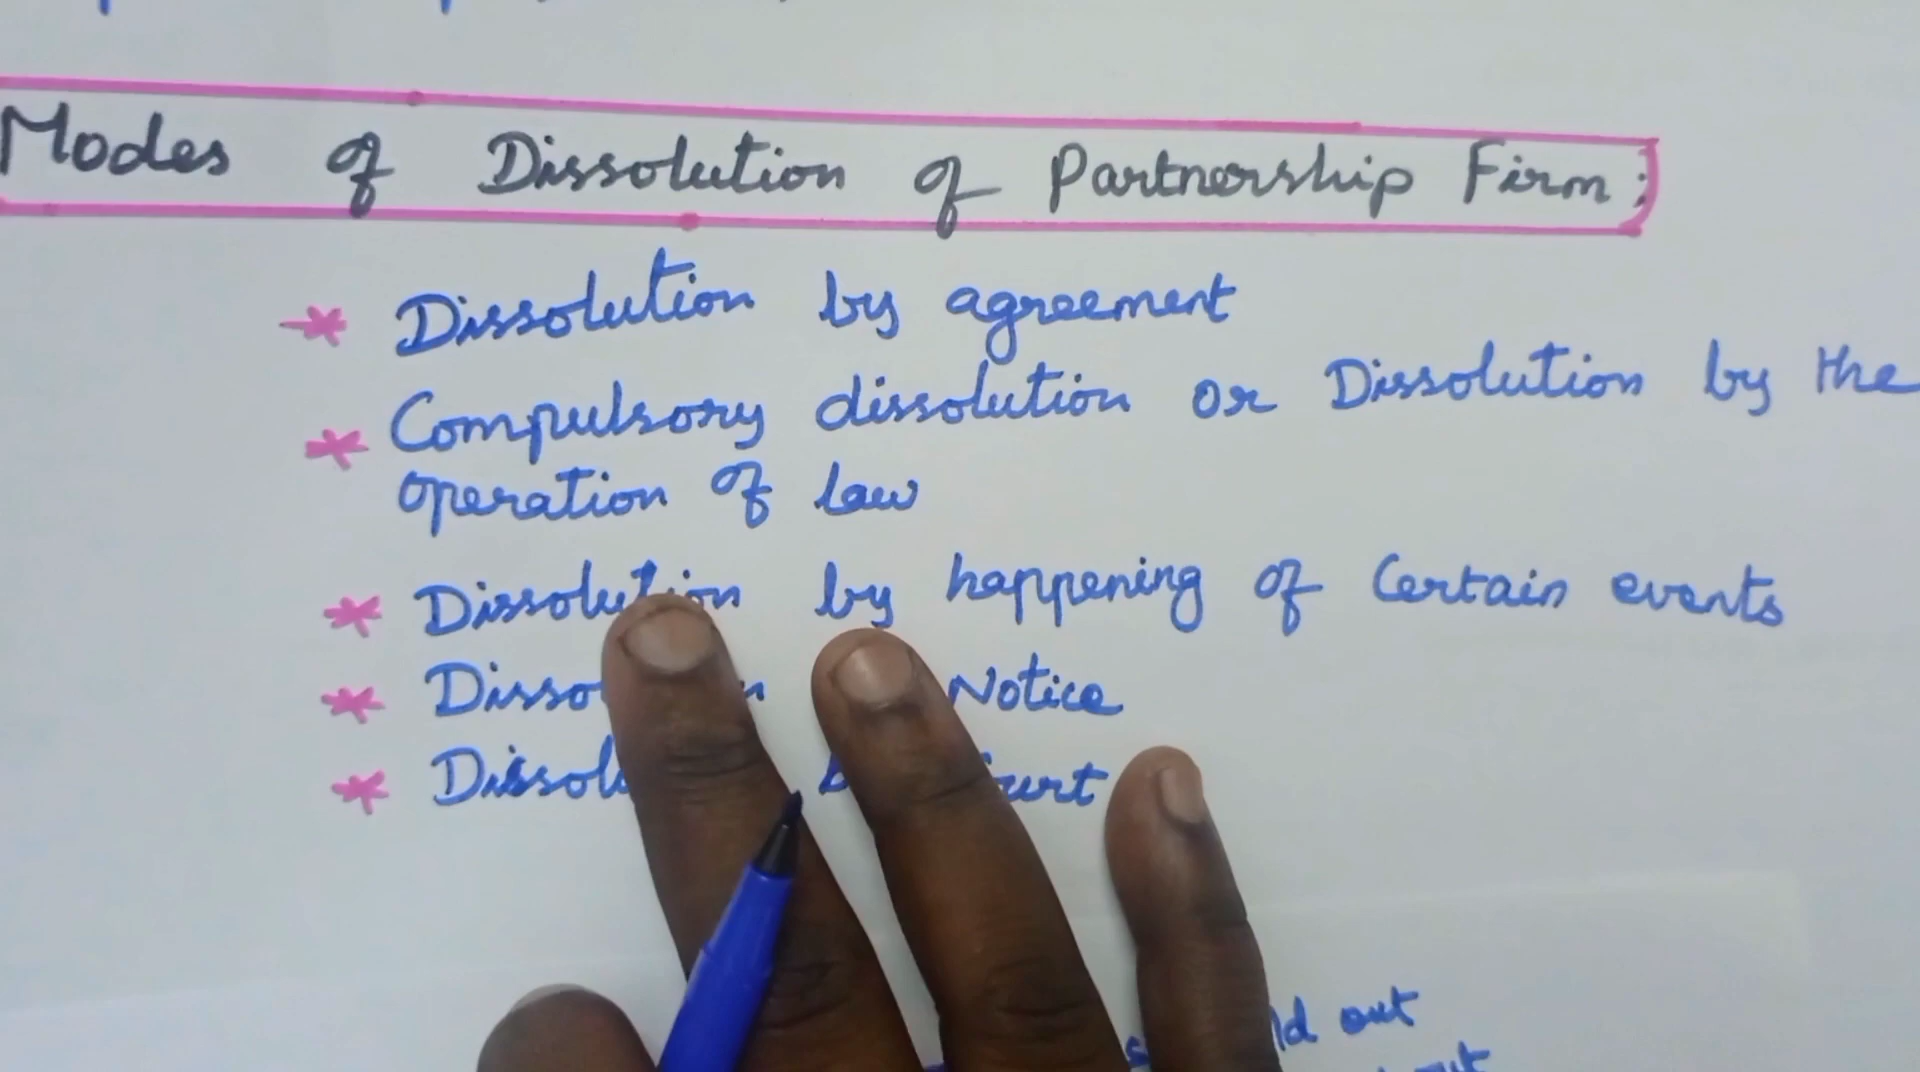 Modes of Dissolution of Partnership Firm:
* Dissolution by agreement
* Compulsory dissolution or Dissolution by the
operation of law
* Dissolution by happening of Certain events
* Notice
*
out